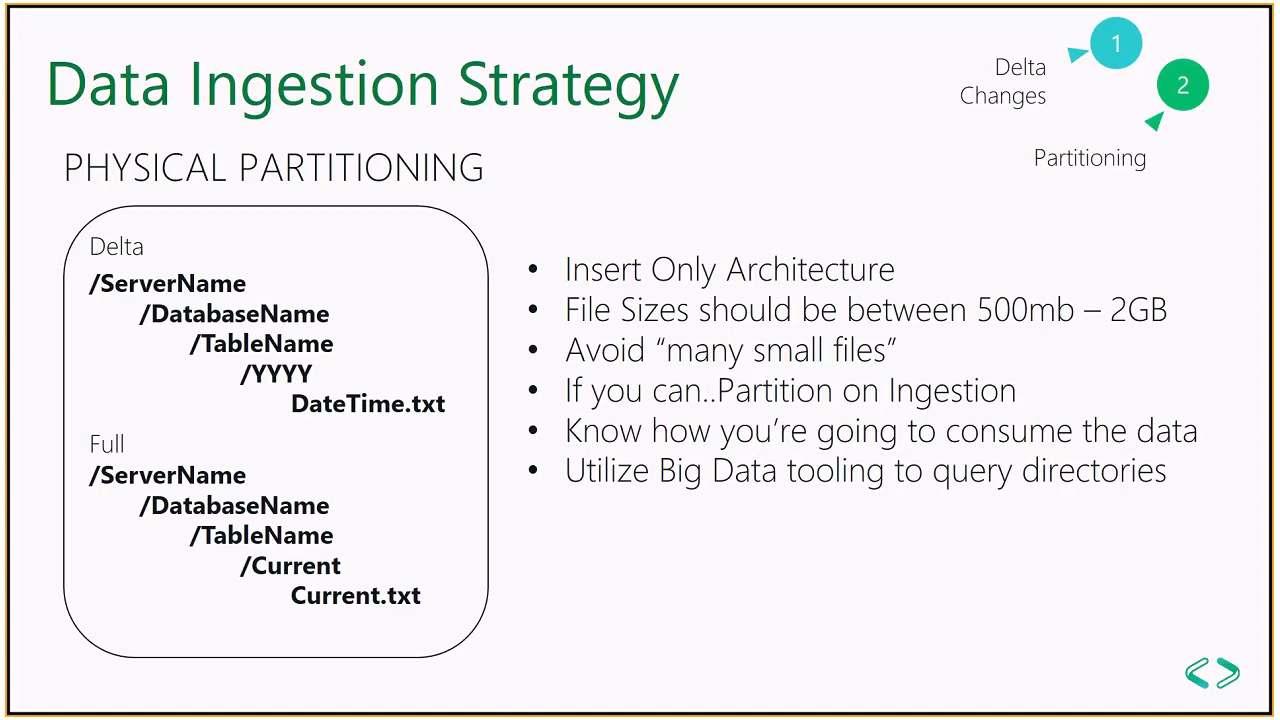 Data Ingestion Strategy
1
Delta
Changes
2
Partitioning
PHYSICAL PARTITIONING
Delta
/ServerName
/DatabaseName
/TableName
/YYYY
DateTime.txt
Full
/ServerName
/DatabaseName
/TableName
/Current
Current.txt
• Insert Only Architecture
• File Sizes should be between 500mb – 2GB
• Avoid “many small files”
• If you can..Partition on Ingestion
• Know how you’re going to consume the data
• Utilize Big Data tooling to query directories